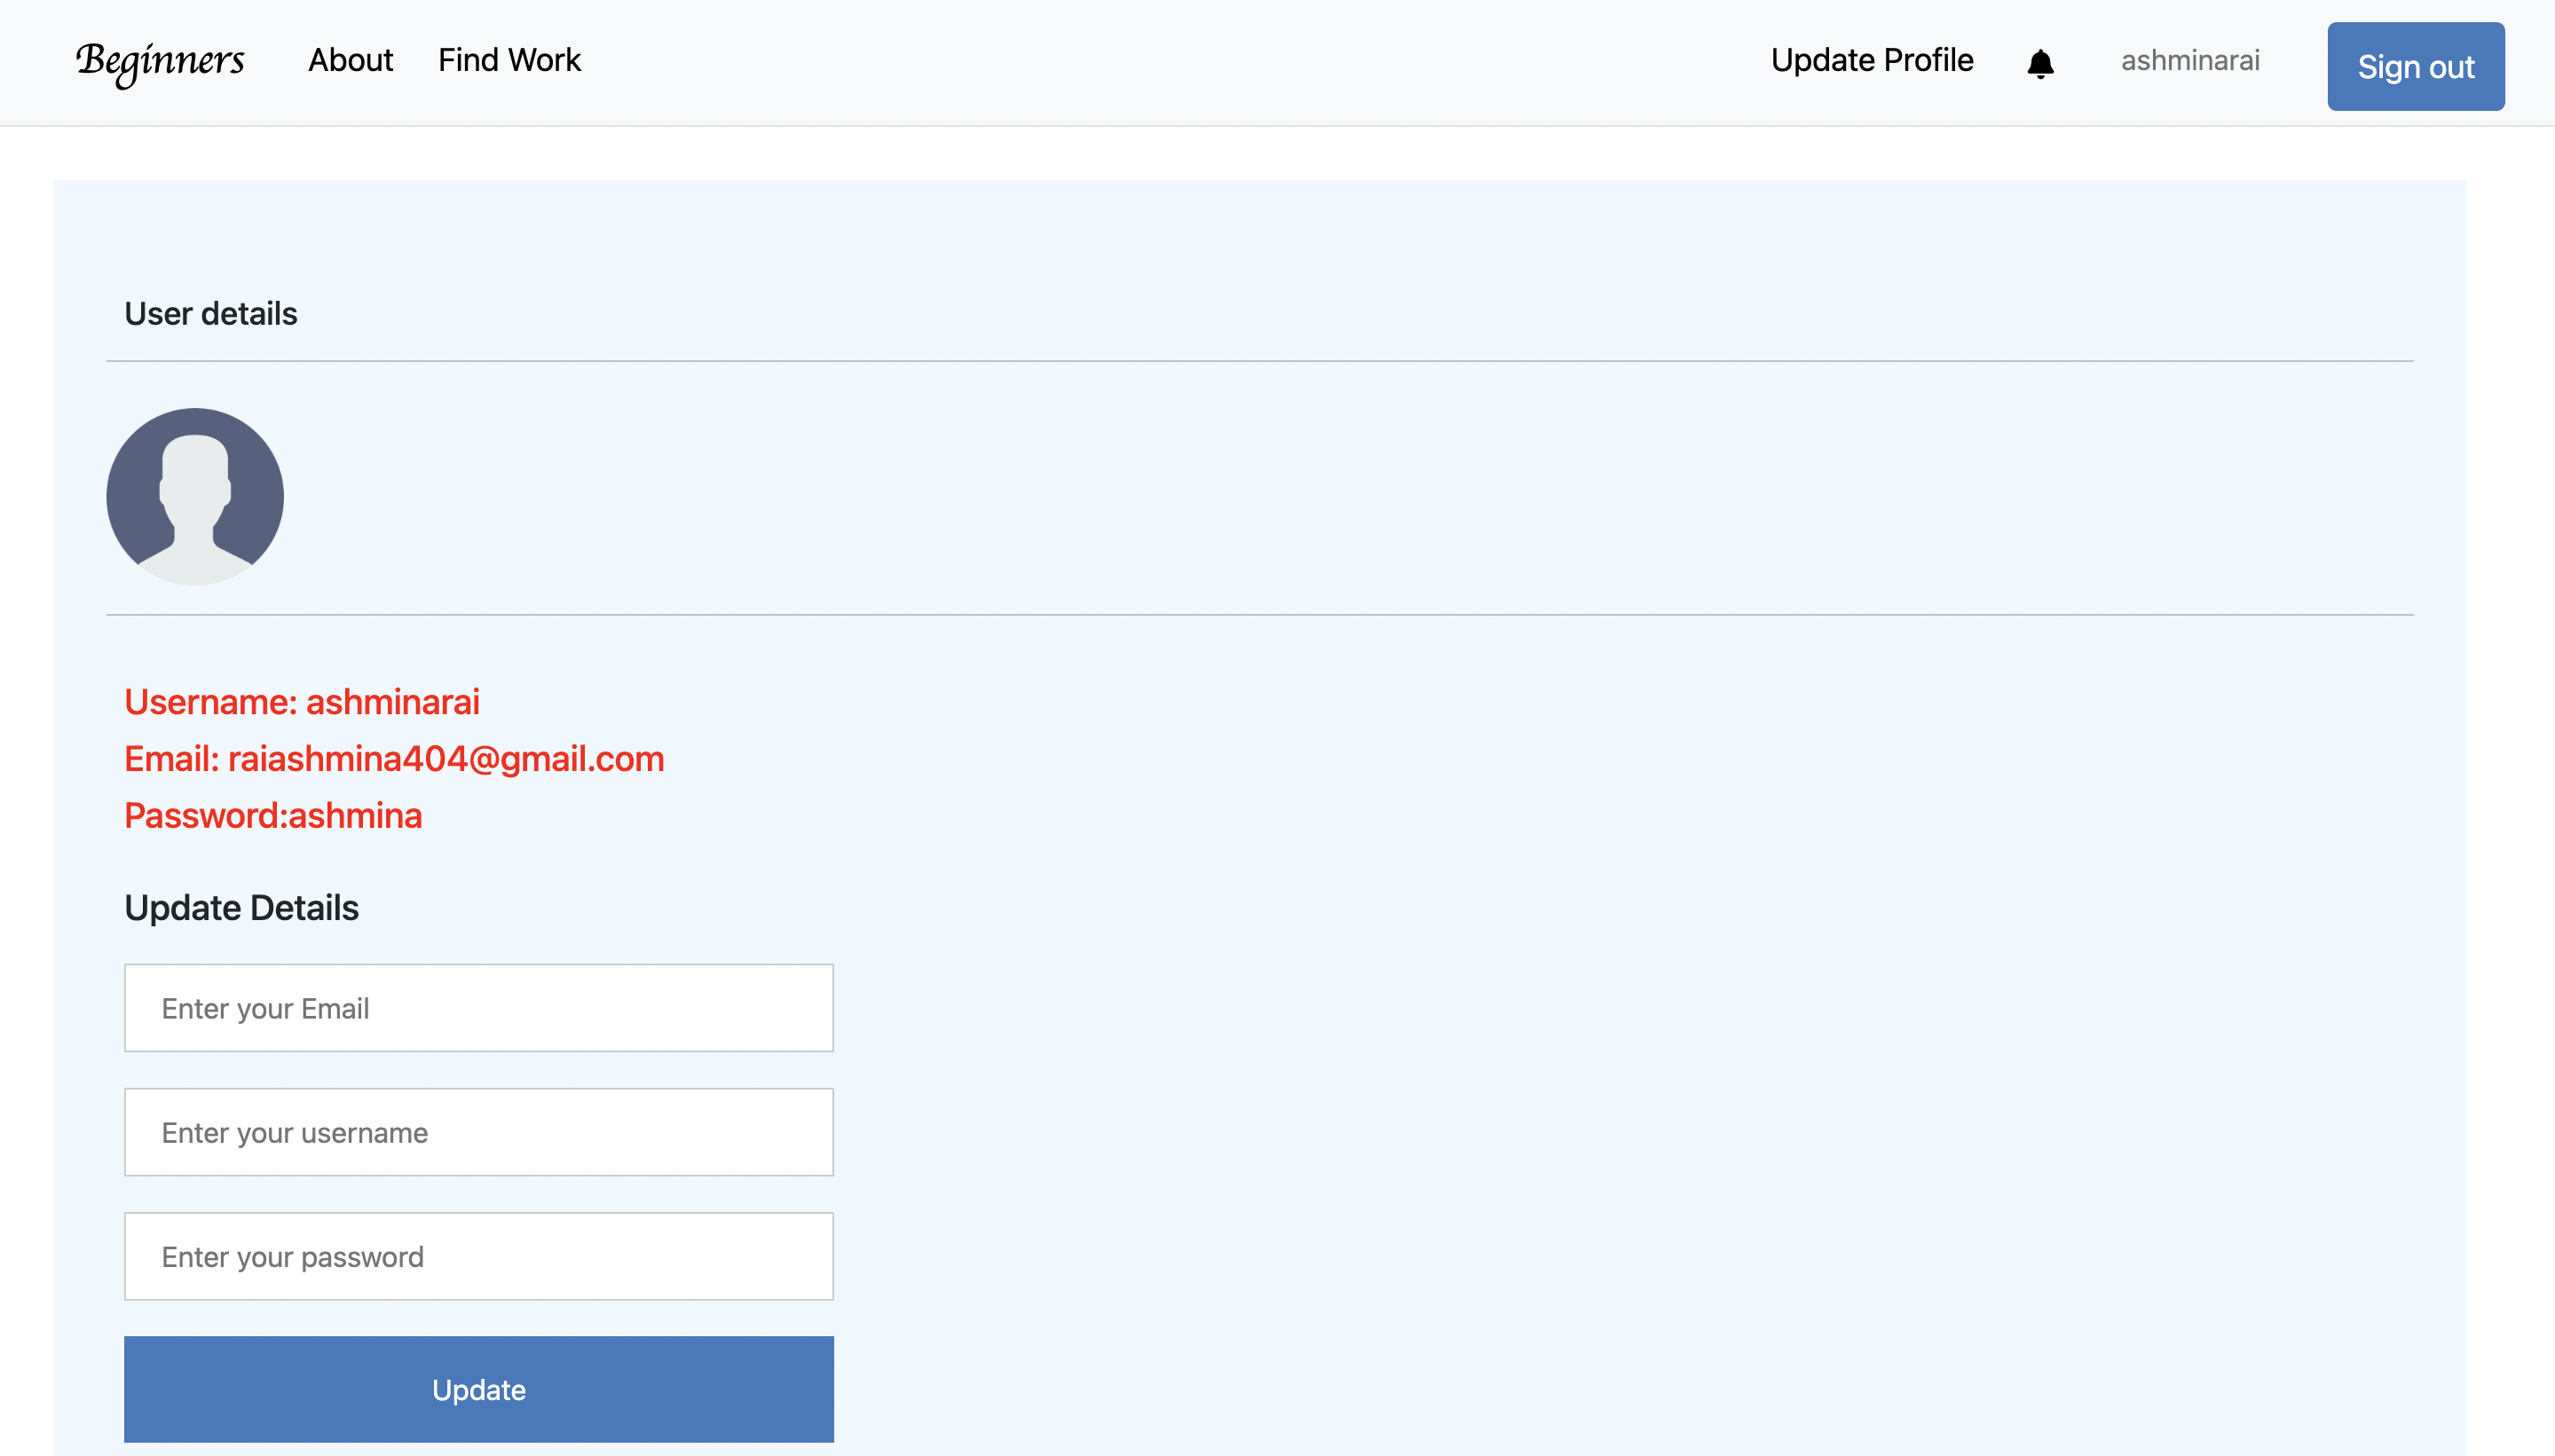 Beginners About Find Work Update Profile ashminarai Sign out
User details
Username: ashminarai
Email: raiashmina404@gmail.com
Password:ashmina
Update Details
Enter your Email
Enter your username
Enter your password
Update